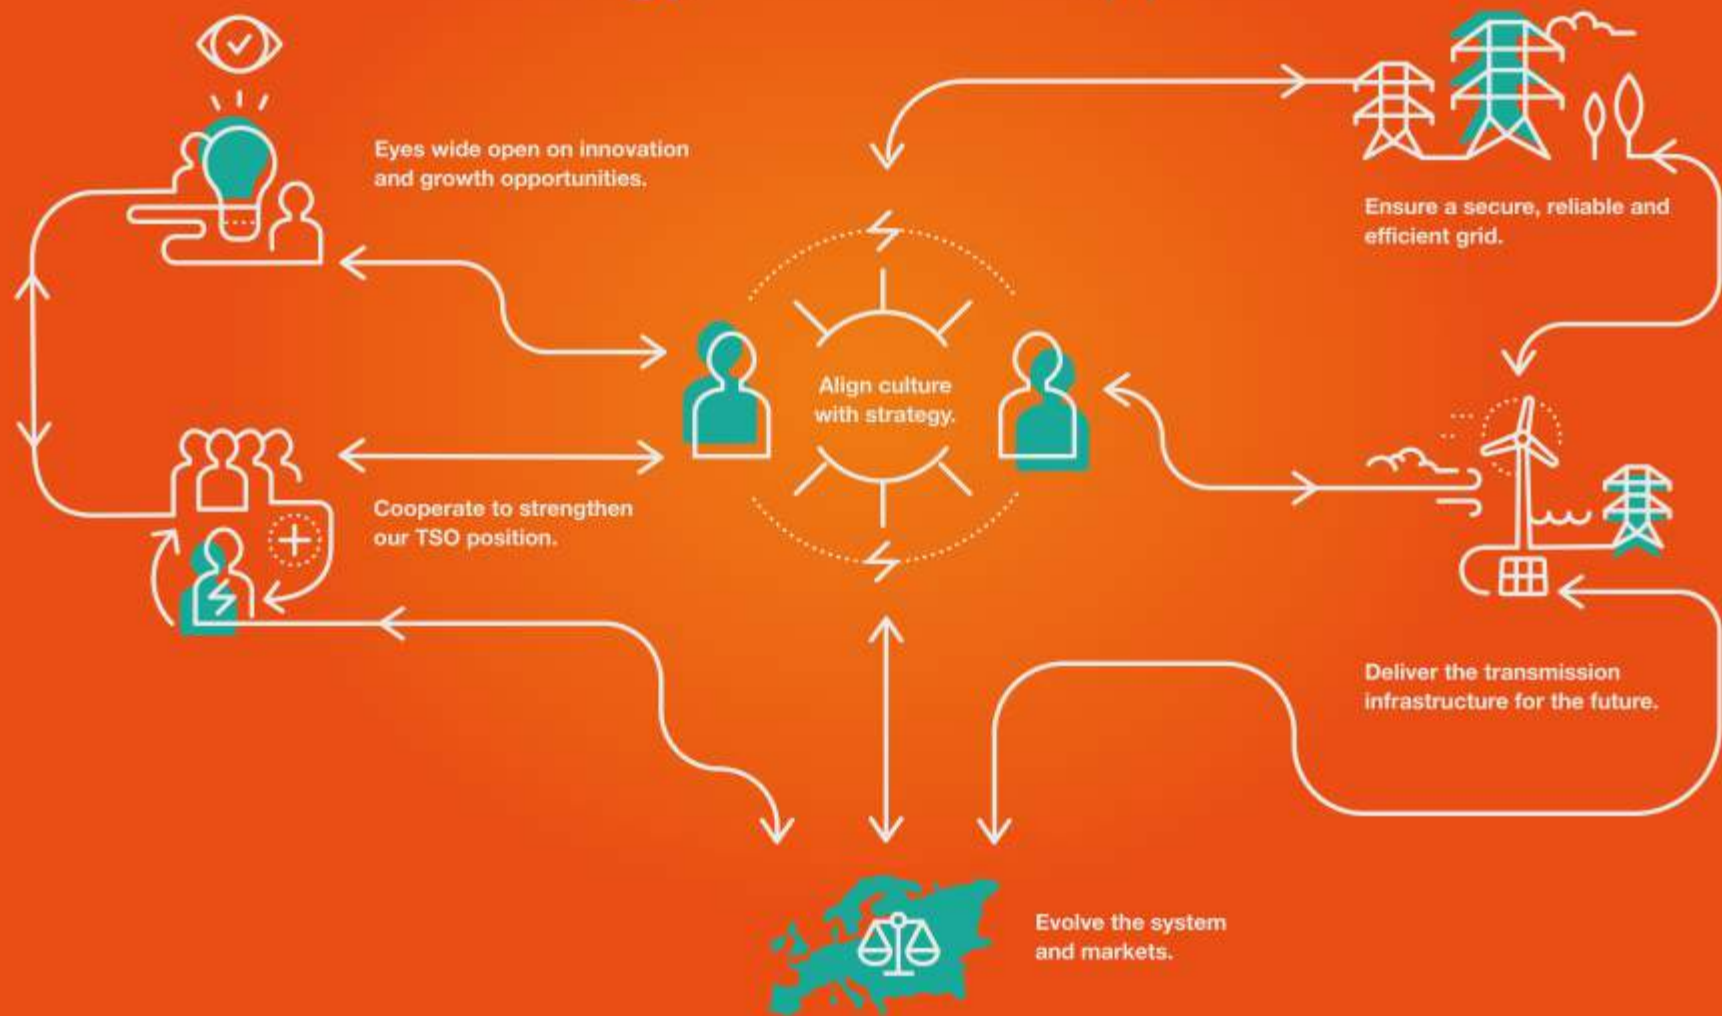 Eyes wide open on innovation
and growth opportunities.
Ensure a secure, reliable and
efficient grid.
Align culture
with strategy.
Cooperate to strengthen
our TSO position.
Deliver the transmission
infrastructure for the future.
Evolve the system
and markets.